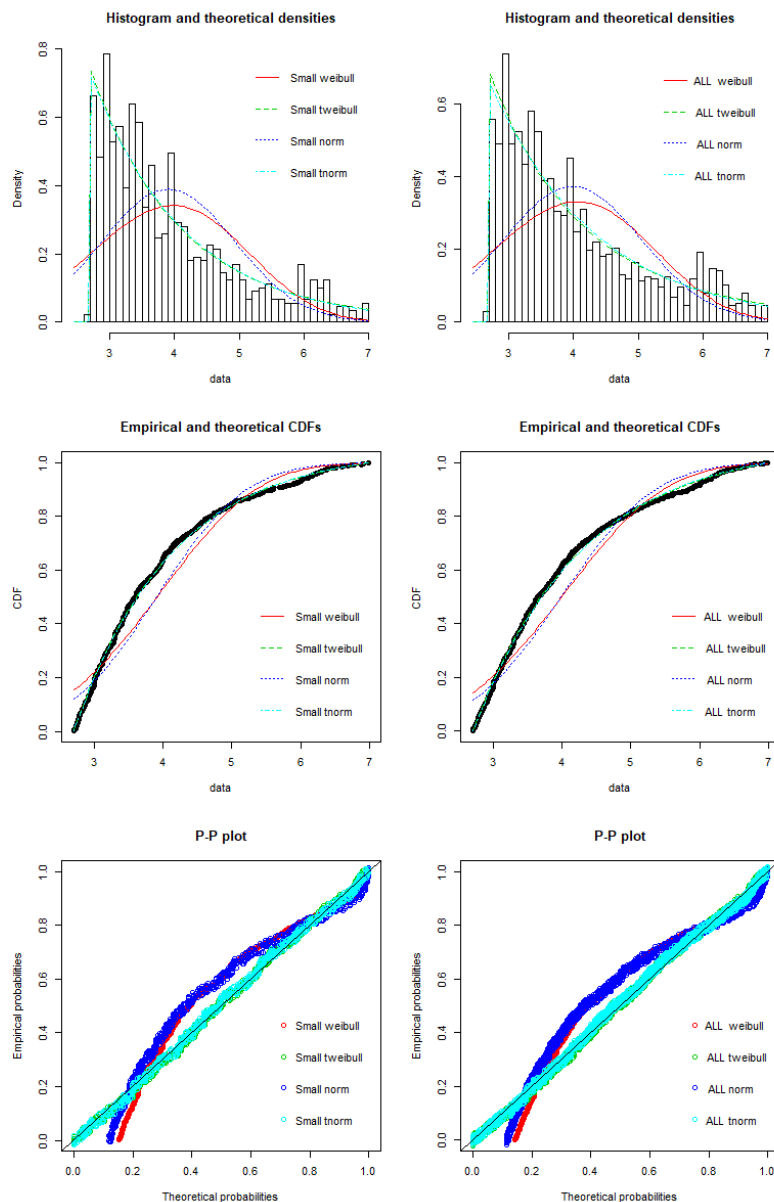 Histogram and theoretical densities
Density
0.0 0.2 0.4 0.6 0.8
Small weibull
Small tweibull
Small norm
Small tnorm
3 4 5 6 7
data
Histogram and theoretical densities
Density
0.0 0.2 0.4 0.6 0.8
ALL weibull
ALL tweibull
ALL norm
ALL tnorm
3 4 5 6 7
data
Empirical and theoretical CDFs
CDF
0.0 0.2 0.4 0.6 0.8 1.0
Small weibull
Small tweibull
Small norm
Small tnorm
3 4 5 6 7
data
Empirical and theoretical CDFs
CDF
0.0 0.2 0.4 0.6 0.8 1.0
ALL weibull
ALL tweibull
ALL norm
ALL tnorm
3 4 5 6 7
data
P-P plot
Empirical probabilities
0.0 0.2 0.4 0.6 0.8 1.0
Small weibull
Small tweibull
Small norm
Small tnorm
0.0 0.2 0.4 0.6 0.8 1.0
Theoretical probabilities
P-P plot
Empirical probabilities
0.0 0.2 0.4 0.6 0.8 1.0
ALL weibull
ALL tweibull
ALL norm
ALL tnorm
0.0 0.2 0.4 0.6 0.8 1.0
Theoretical probabilities